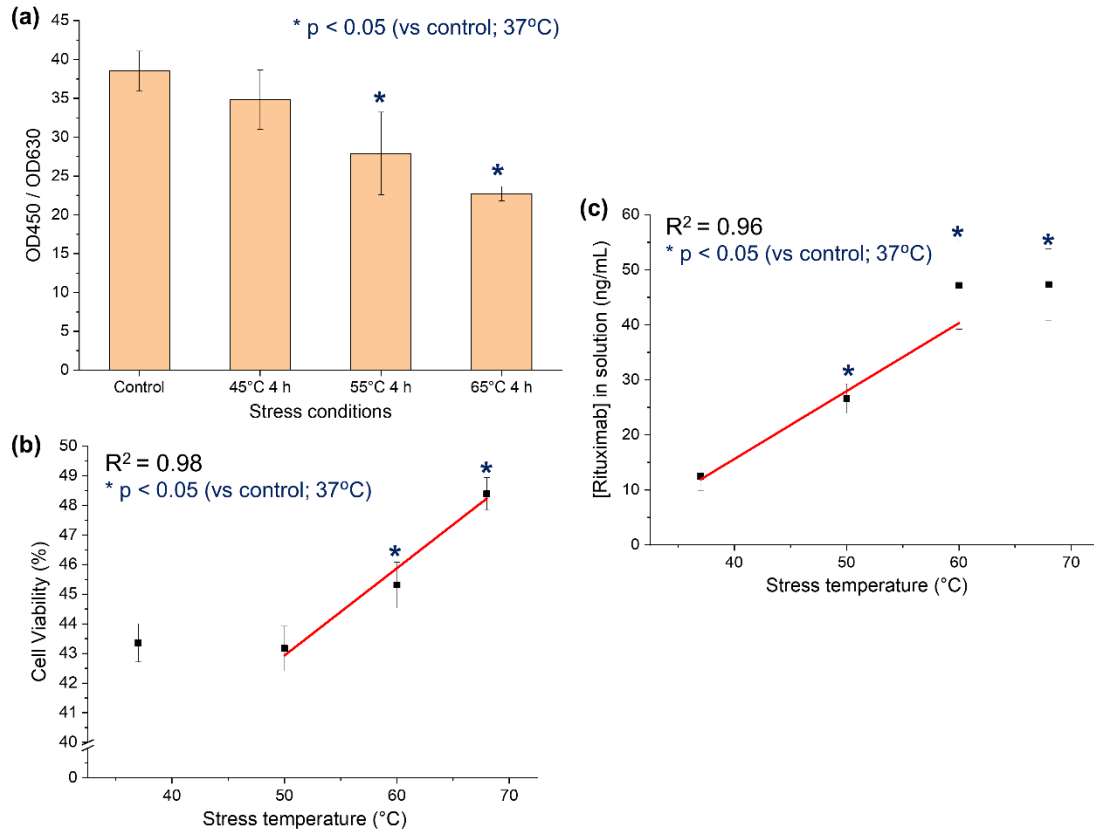 (a)
* p < 0.05 (vs control; 37ºC)
45
40
35
30
25
20
15
10
5
0
OD450 / OD630
* *
Control 45°C 4 h 55°C 4 h 65°C 4 h
Stress conditions
(b)
R² = 0.98
* p < 0.05 (vs control; 37ºC)
50
49
48
47
46
45
44
43
42
41
40
0
Cell Viability (%)
* *
40 50 60 70
Stress temperature (°C)
(c)
R² = 0.96
* p < 0.05 (vs control; 37ºC)
60
50
40
30
20
10
0
[Rituximab] in solution (ng/mL)
* * *
40 50 60 70
Stress temperature (°C)